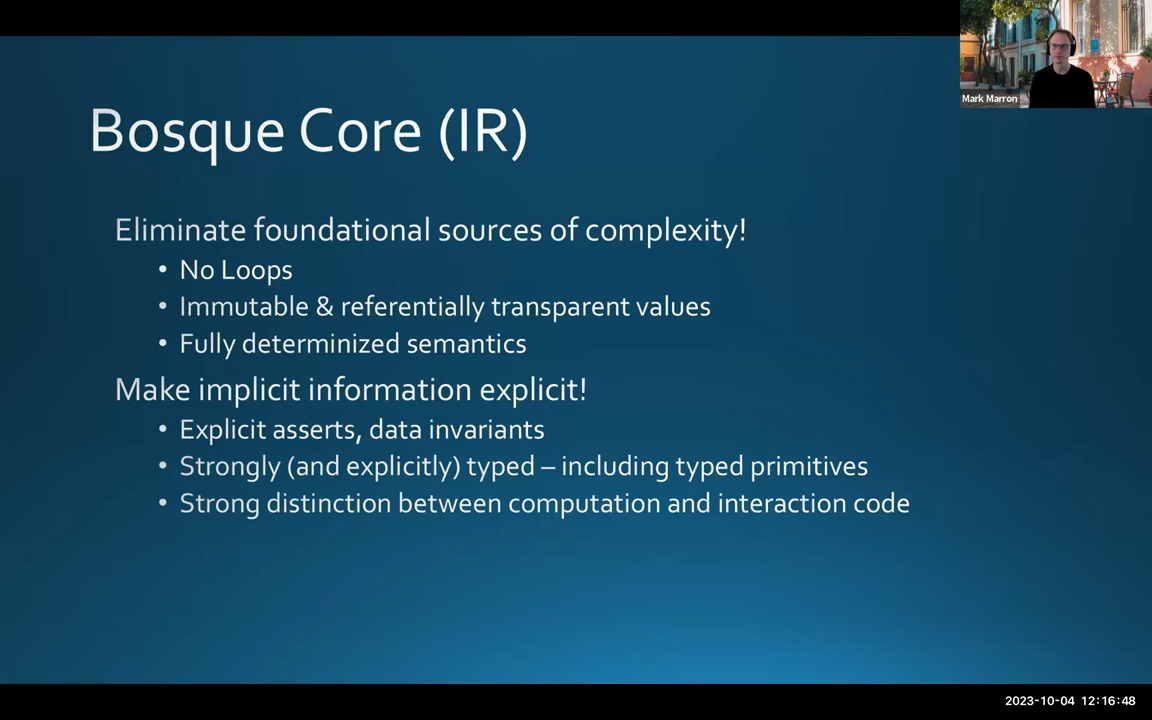 Mark Marron
Bosque Core (IR)
Eliminate foundational sources of complexity!
• No Loops
• Immutable & referentially transparent values
• Fully determinized semantics
Make implicit information explicit!
• Explicit asserts, data invariants
• Strongly (and explicitly) typed – including typed primitives
• Strong distinction between computation and interaction code
2023-10-04 12:16:48